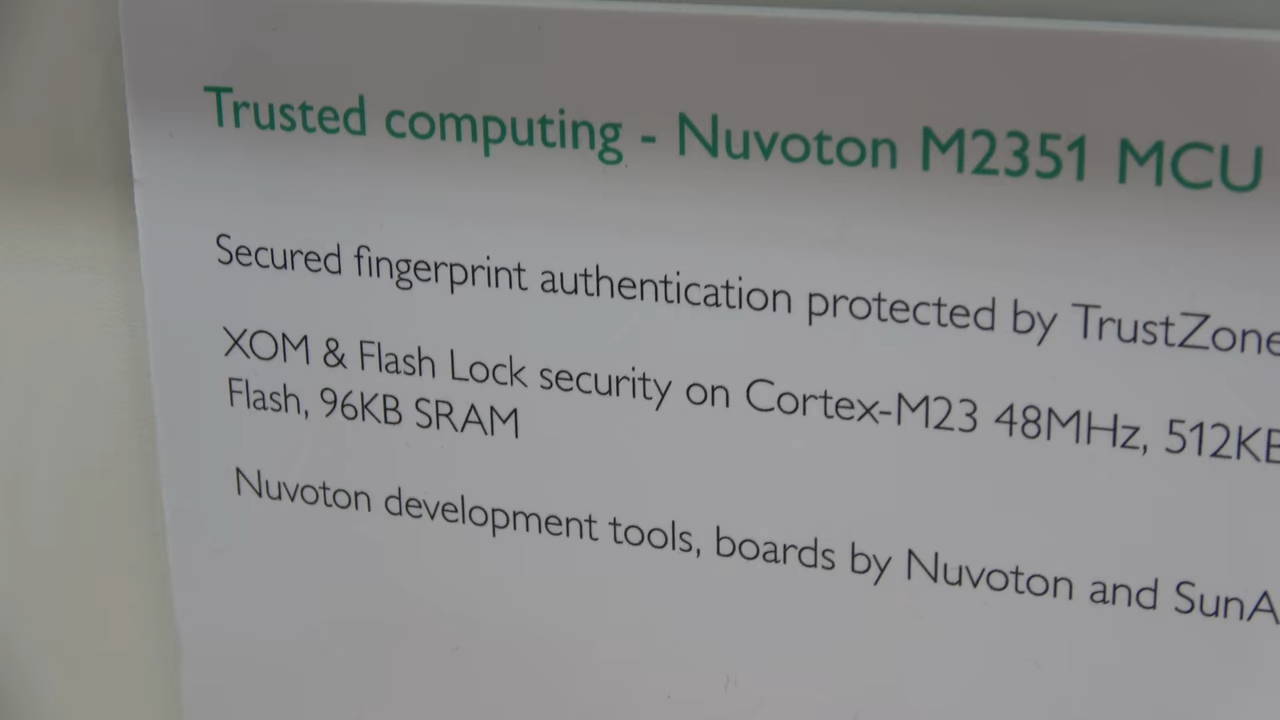 Trusted computing - Nuvoton M2351 MCU
Secured fingerprint authentication protected by TrustZone
XOM & Flash Lock security on Cortex-M23 48MHz, 512KB
Flash, 96KB SRAM
Nuvoton development tools, boards by Nuvoton and SunA